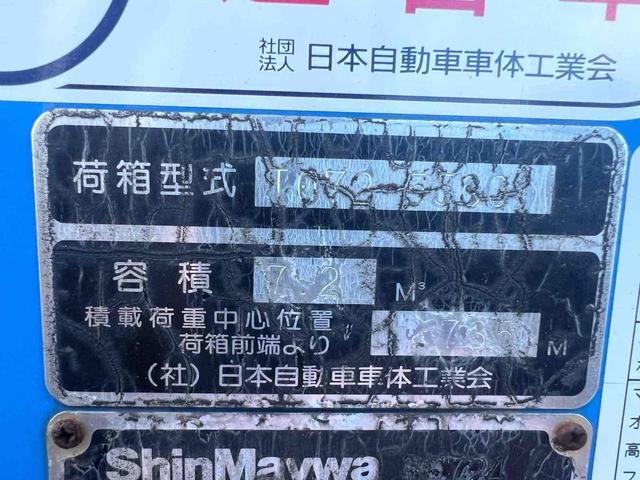 社団
法人 日本自動車車体工業会
荷箱型式
容積 7.2 M³
積載荷重中心位置
荷箱前端より M
(社)日本自動車車体工業会
ShinMaywa